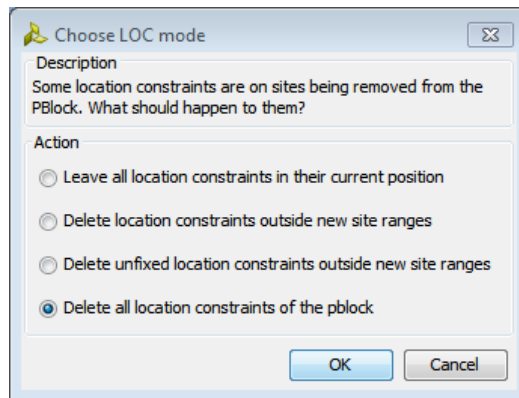 Choose LOC mode
Description
Some location constraints are on sites being removed from the
PBlock. What should happen to them?
Action
Leave all location constraints in their current position
Delete location constraints outside new site ranges
Delete unfixed location constraints outside new site ranges
Delete all location constraints of the pblock
OK Cancel